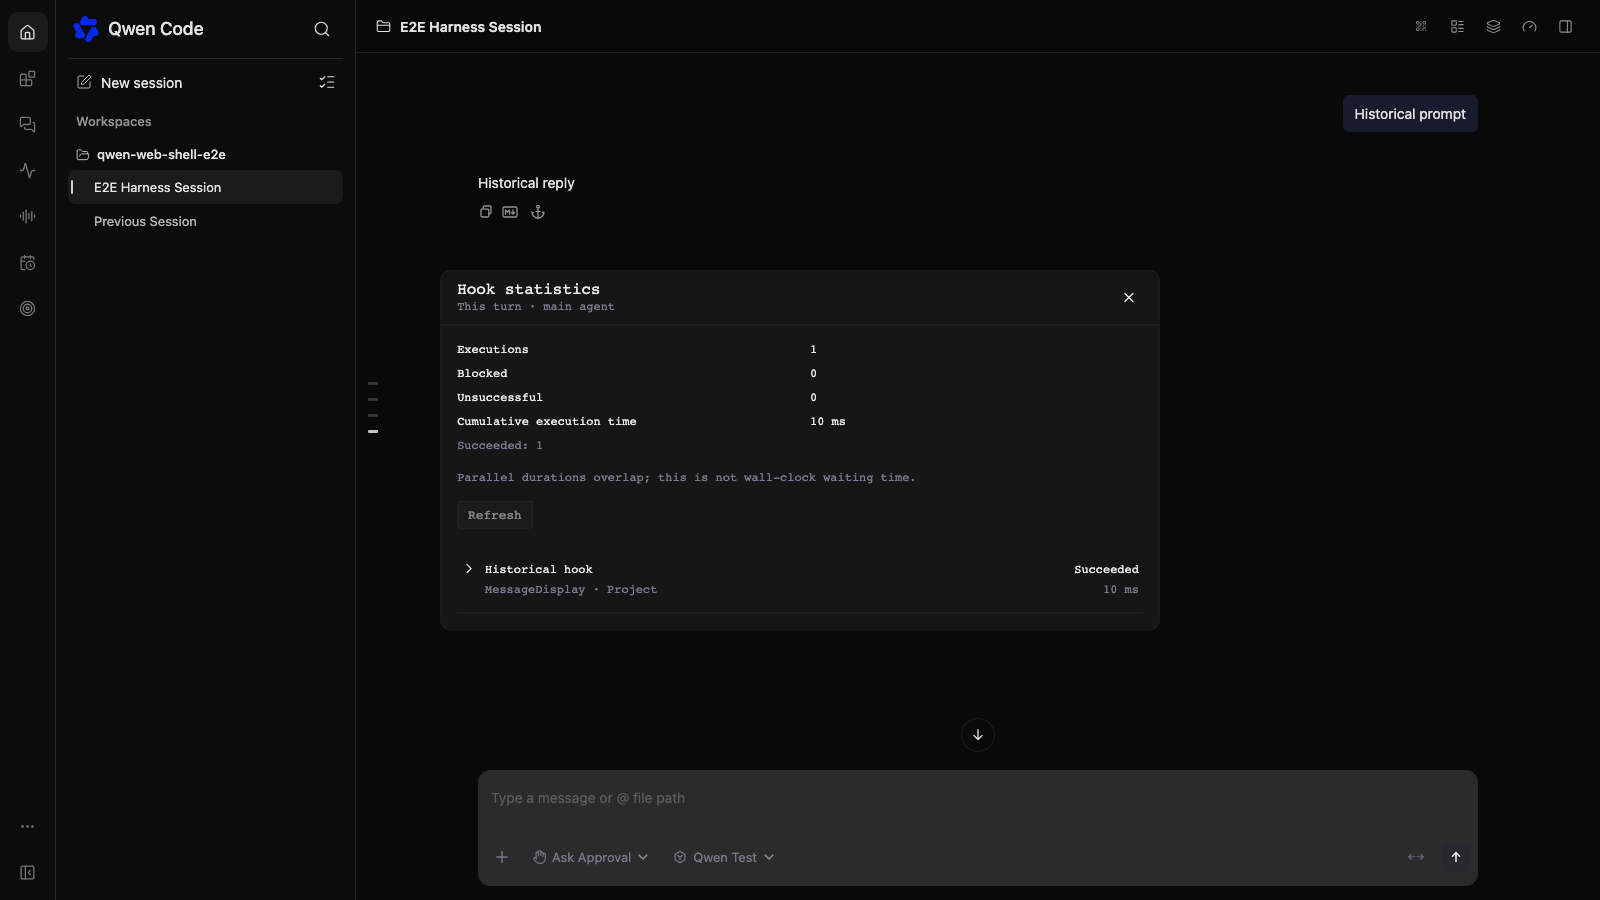 Qwen Code
New session
Workspaces
qwen-web-shell-e2e
E2E Harness Session
Previous Session
E2E Harness Session
Historical prompt
Historical reply
Hook statistics
This turn · main agent
Executions 1
Blocked 0
Unsuccessful 0
Cumulative execution time 10 ms
Succeeded: 1
Parallel durations overlap; this is not wall-clock waiting time.
Refresh
Historical hook Succeeded
MessageDisplay · Project 10 ms
Type a message or @ file path
Ask Approval Qwen Test